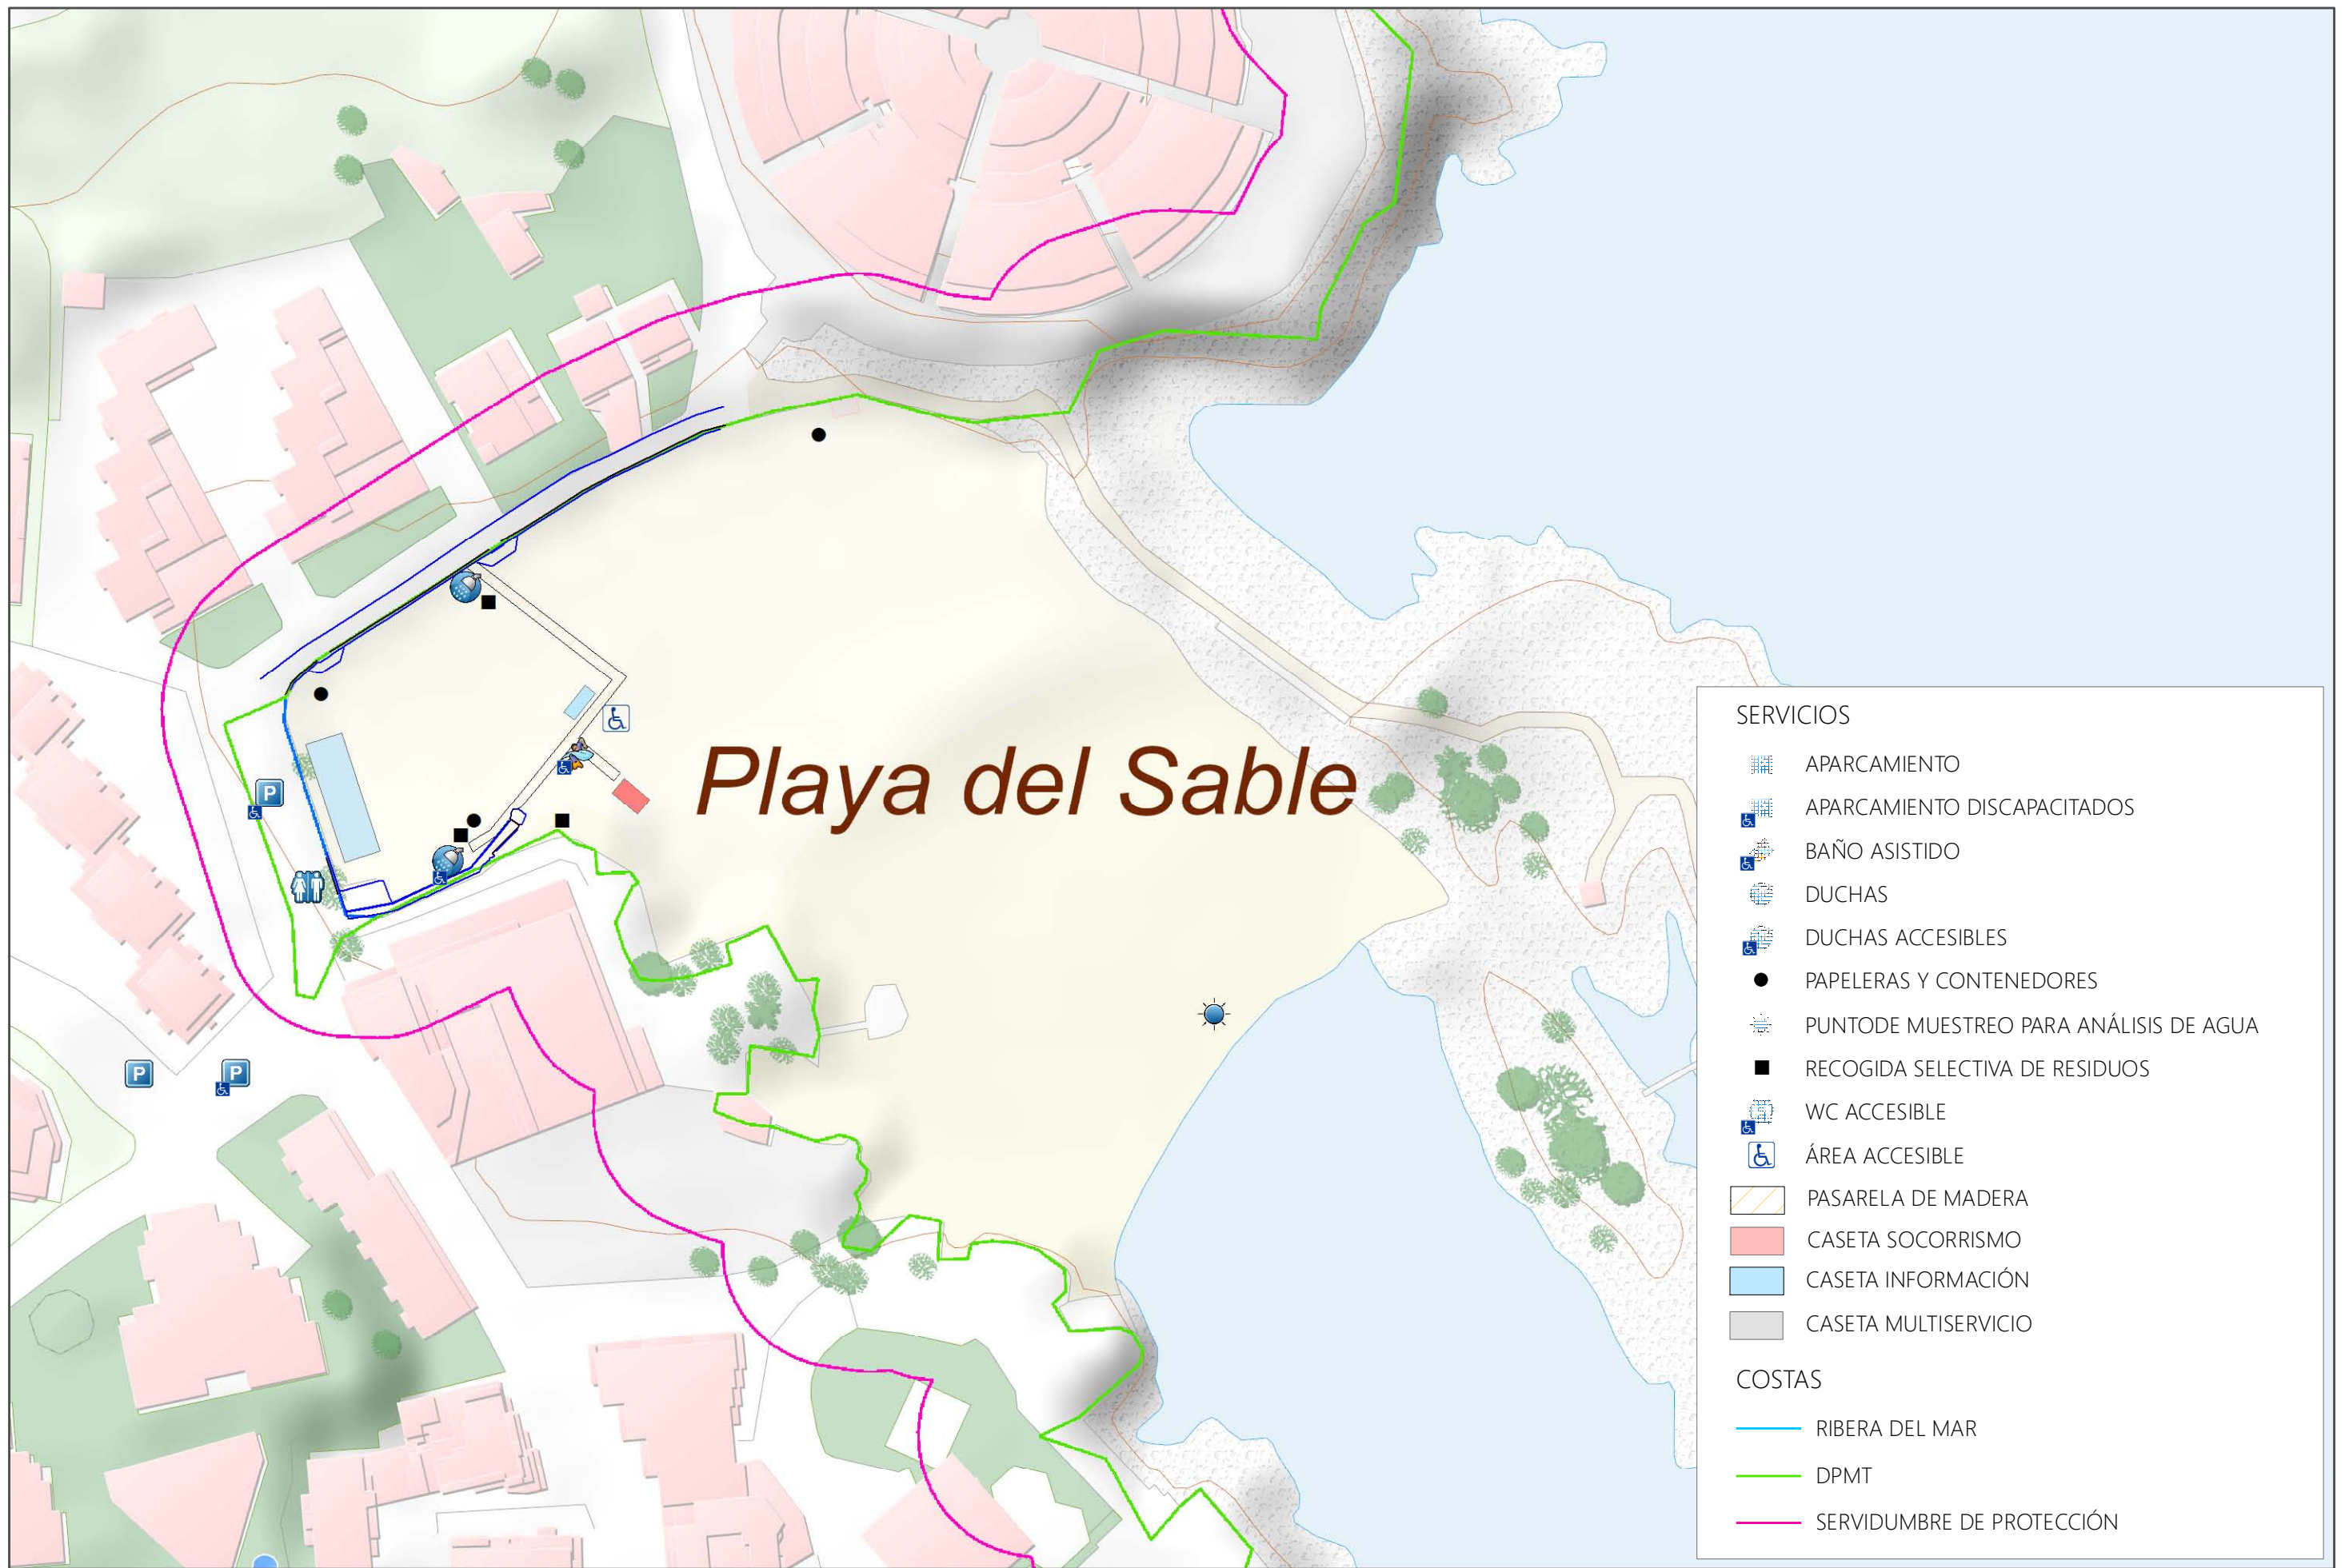 Playa del Sable
P
P
P
SERVICIOS
APARCAMIENTO
APARCAMIENTO DISCAPACITADOS
BAÑO ASISTIDO
DUCHAS
DUCHAS ACCESIBLES
PAPELERAS Y CONTENEDORES
PUNTODE MUESTREO PARA ANÁLISIS DE AGUA
RECOGIDA SELECTIVA DE RESIDUOS
WC ACCESIBLE
ÁREA ACCESIBLE
PASARELA DE MADERA
CASETA SOCORRISMO
CASETA INFORMACIÓN
CASETA MULTISERVICIO
COSTAS
RIBERA DEL MAR
DPMT
SERVIDUMBRE DE PROTECCIÓN